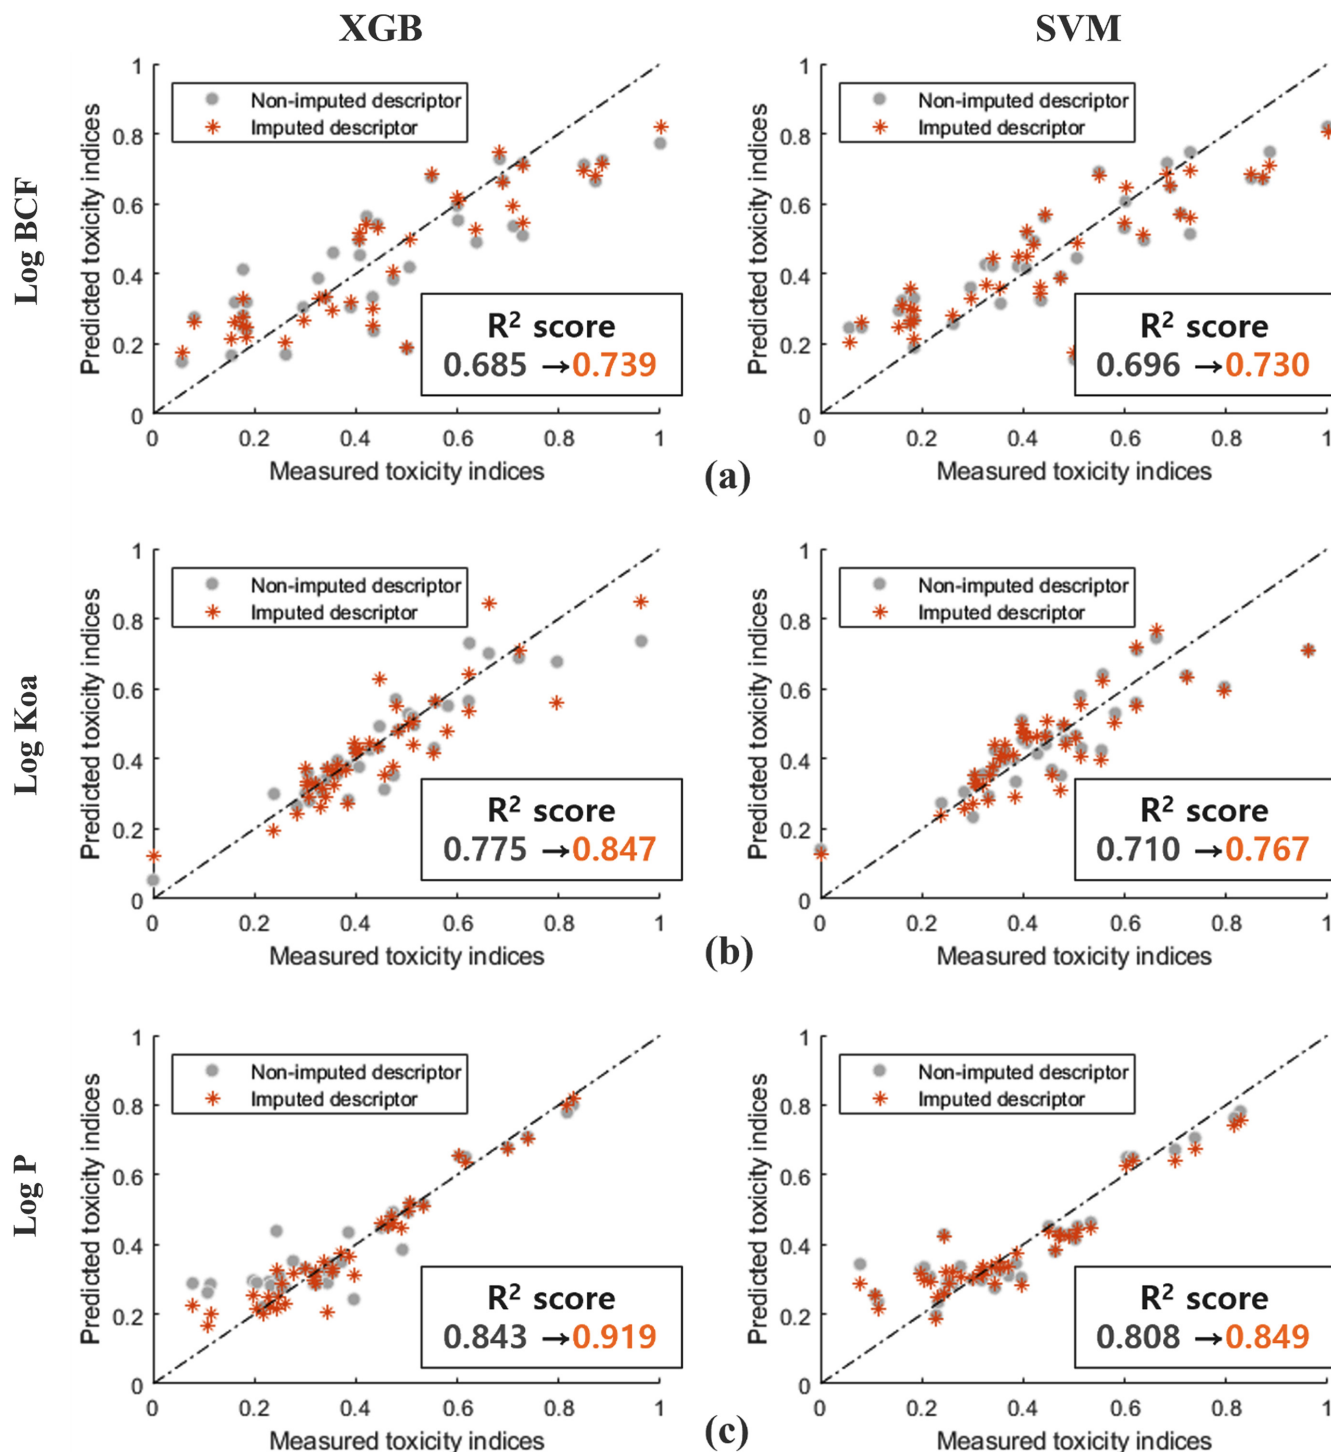 XGB
SVM
Log BCF
Predicted toxicity indices
1
0.8
0.6
0.4
0.2
0
Non-imputed descriptor
Imputed descriptor
R² score
0.685 →0.739
0 0.2 0.4 0.6 0.8 1
Measured toxicity indices
Predicted toxicity indices
1
0.8
0.6
0.4
0.2
0
Non-imputed descriptor
Imputed descriptor
R² score
0.696 →0.730
0 0.2 0.4 0.6 0.8 1
Measured toxicity indices
(a)
Log Koa
Predicted toxicity indices
1
0.8
0.6
0.4
0.2
0
Non-imputed descriptor
Imputed descriptor
R² score
0.775 →0.847
0 0.2 0.4 0.6 0.8 1
Measured toxicity indices
Predicted toxicity indices
1
0.8
0.6
0.4
0.2
0
Non-imputed descriptor
Imputed descriptor
R² score
0.710 →0.767
0 0.2 0.4 0.6 0.8 1
Measured toxicity indices
(b)
Log P
Predicted toxicity indices
1
0.8
0.6
0.4
0.2
0
Non-imputed descriptor
Imputed descriptor
R² score
0.843 →0.919
0 0.2 0.4 0.6 0.8 1
Measured toxicity indices
Predicted toxicity indices
1
0.8
0.6
0.4
0.2
0
Non-imputed descriptor
Imputed descriptor
R² score
0.808 →0.849
0 0.2 0.4 0.6 0.8 1
Measured toxicity indices
(c)